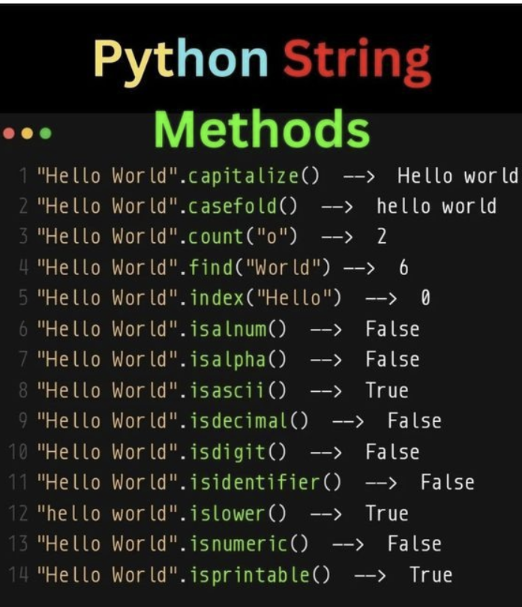 Python String
Methods
1 "Hello World".capitalize() --> Hello world
2 "Hello World".casefold() --> hello world
3 "Hello World".count("o") --> 2
4 "Hello World".find("World") --> 6
5 "Hello World".index("Hello") --> 0
6 "Hello World".isalnum() --> False
7 "Hello World".isalpha() --> False
8 "Hello World".isascii() --> True
9 "Hello World".isdecimal() --> False
10 "Hello World".isdigit() --> False
11 "Hello World".isidentifier() --> False
12 "hello world".islower() --> True
13 "Hello World".isnumeric() --> False
14 "Hello World".isprintable() --> True